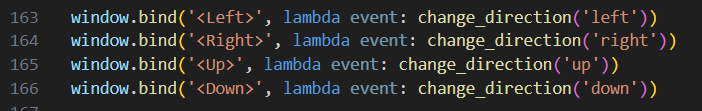 163 window.bind('<Left>', lambda event: change_direction('left'))
164 window.bind('<Right>', lambda event: change_direction('right'))
165 window.bind('<Up>', lambda event: change_direction('up'))
166 window.bind('<Down>', lambda event: change_direction('down'))